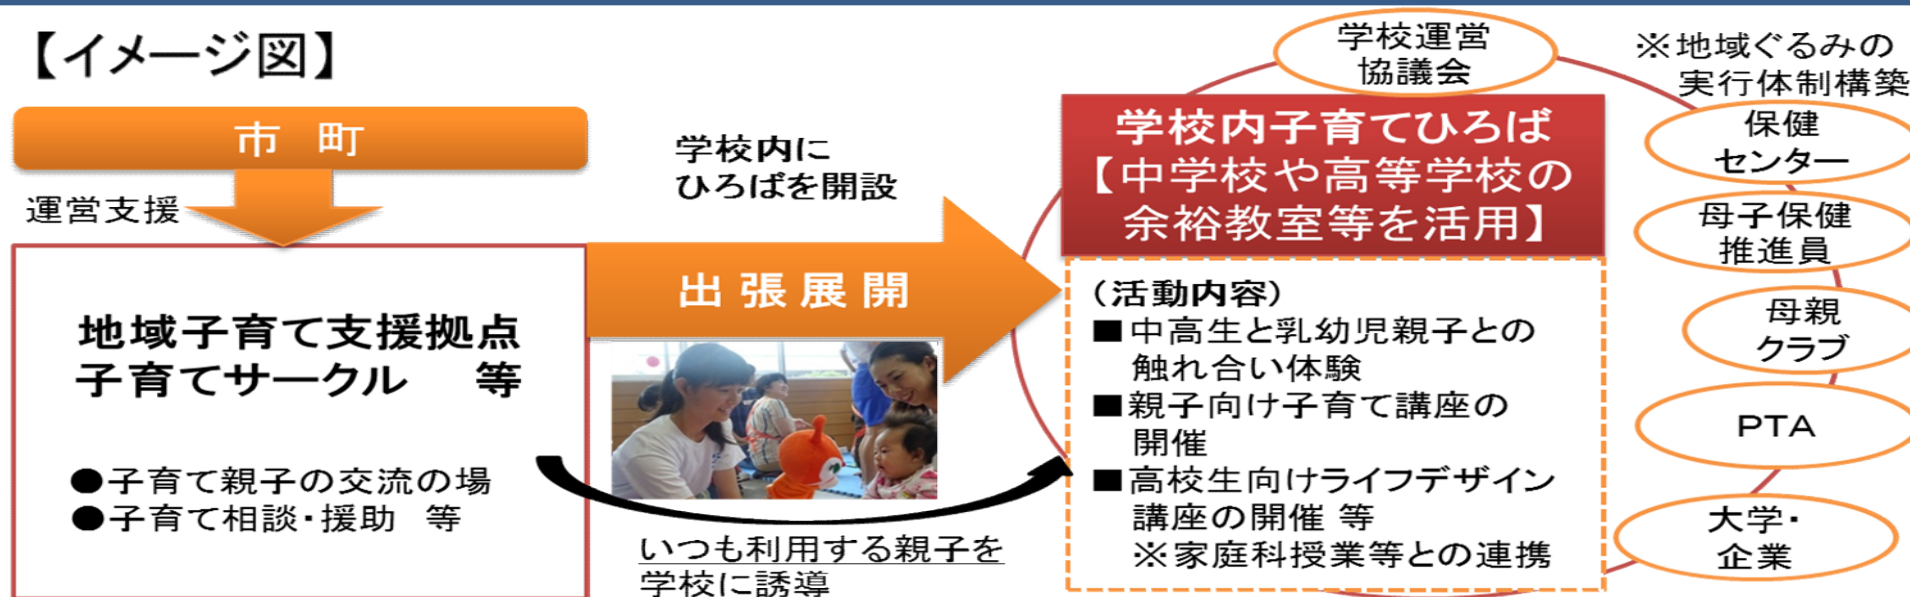 【イメージ図】
市 町
運営支援
地域子育て支援拠点
子育てサークル 等
●子育て親子の交流の場
●子育て相談・援助 等
学校内に
ひろばを開設
出張展開
いつも利用する親子を
学校に誘導
学校内子育てひろば
【中学校や高等学校の
余裕教室等を活用】
(活動内容)
■中高生と乳幼児親子との
触れ合い体験
■親子向け子育て講座の
開催
■高校生向けライフデザイン
講座の開催 等
※家庭科授業等との連携
学校運営
協議会
※地域ぐるみの
実行体制構築
保健
センター
母子保健
推進員
母親
クラブ
PTA
大学・
企業